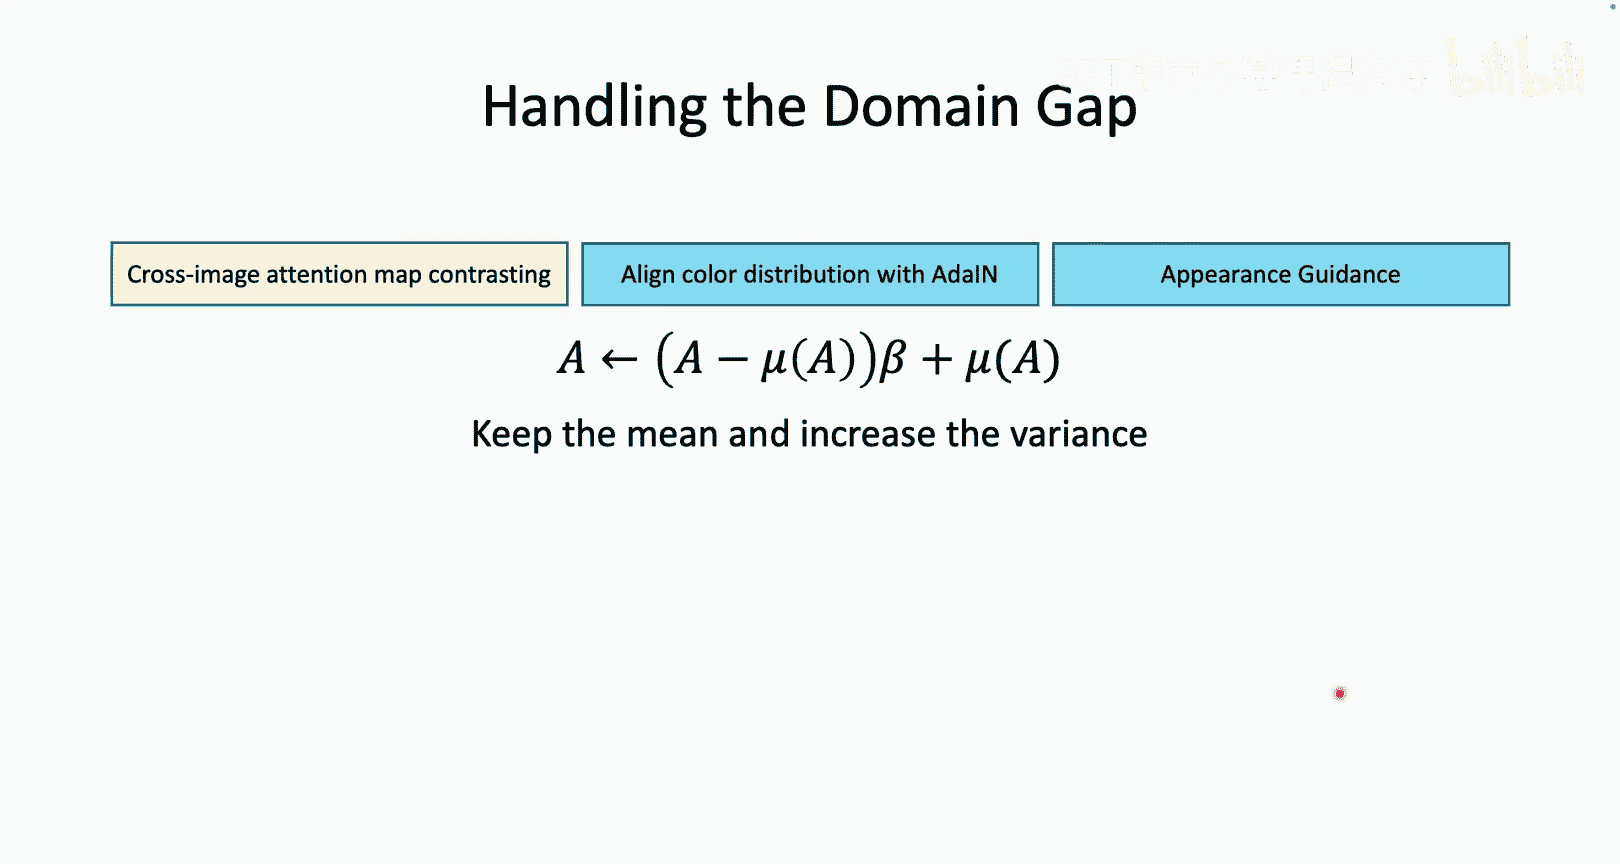 Handling the Domain Gap
Cross-image attention map contrasting
Align color distribution with AdaIN
Appearance Guidance
A ← (A − μ(A))β + μ(A)
Keep the mean and increase the variance
bilibili